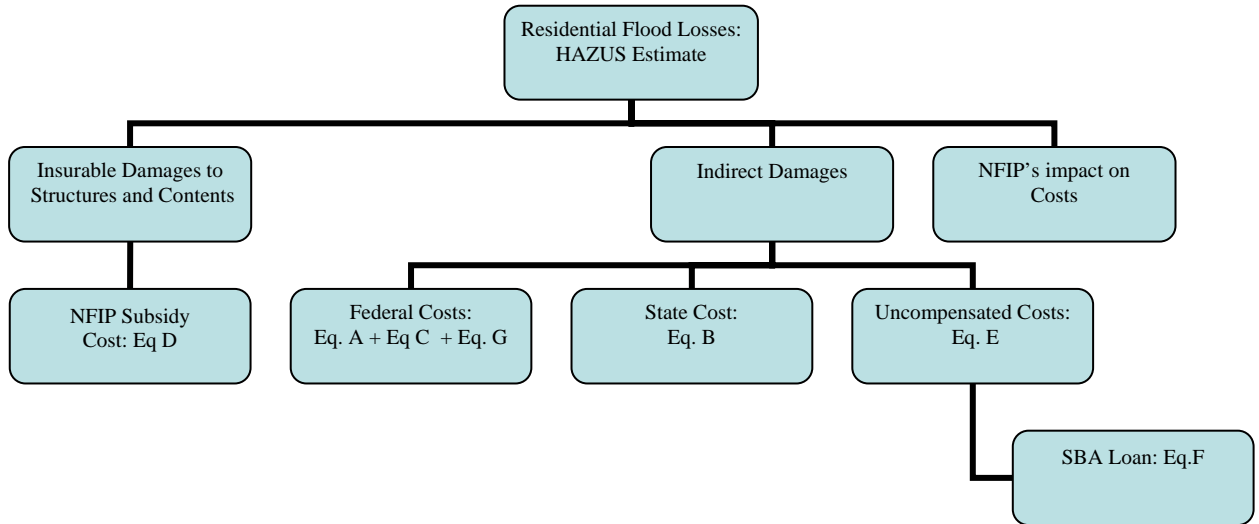 Residential Flood Losses:
HAZUS Estimate
Insurable Damages to
Structures and Contents
Indirect Damages
NFIP's impact on
Costs
NFIP Subsidy
Cost: Eq D
Federal Costs:
Eq. A + Eq C  + Eq. G
State Cost:
Eq. B
Uncompensated Costs:
Eq. E
SBA Loan: Eq.F